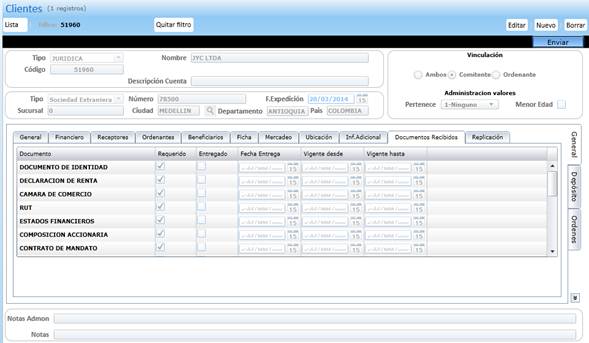 Clientes (1 registros)
Lista Filtro: 51960 Quitar filtro Editar Nuevo Borrar
Enviar
Tipo JURIDICA Nombre JYC LTDA
Código 51960
Descripción Cuenta
Vinculación
Ambos Comitente Ordenante
Administracion valores
Pertenece 1-Ninguno Menor Edad
Tipo Sociedad Extranjera Número 78500 F.Expedición 20/03/2014 15
Sucursal 0 Ciudad MEDELLIN Departamento ANTIOQUIA Pais COLOMBIA
General Financiero Receptores Ordenantes Beneficiarios Ficha Mercadeo Ubicación Inf.Adicional Documentos Recibidos Replicación
Documento Requerido Entregado Fecha Entrega Vigente desde Vigente hasta
DOCUMENTO DE IDENTIDAD 15 15 15
DECLARACION DE RENTA 15 15 15
CAMARA DE COMERCIO 15 15 15
RUT 15 15 15
ESTADOS FINANCIEROS 15 15 15
COMPOSICION ACCIONARIA 15 15 15
CONTRATO DE MANDATO 15 15 15
General
Depósito
Ordenes
Notas Admon
Notas